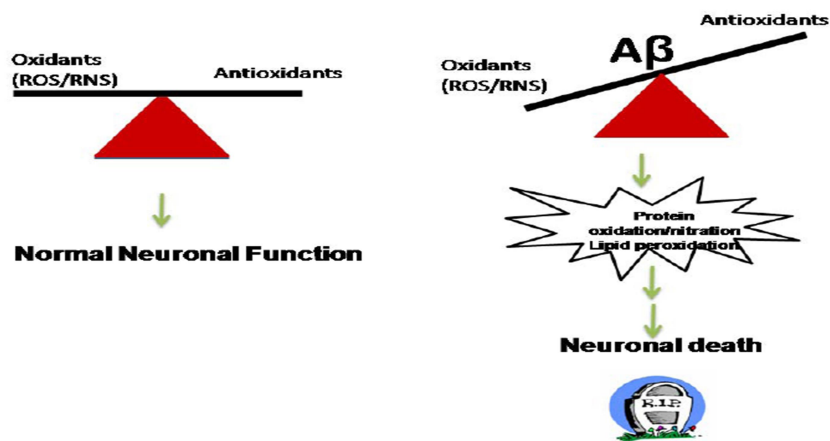 Oxidants
(ROS/RNS)
Antioxidants
Normal Neuronal Function
Antioxidants
Aβ
Oxidants
(ROS/RNS)
Protein
oxidation/nitration
Lipid peroxidation
Neuronal death
R.I.P.